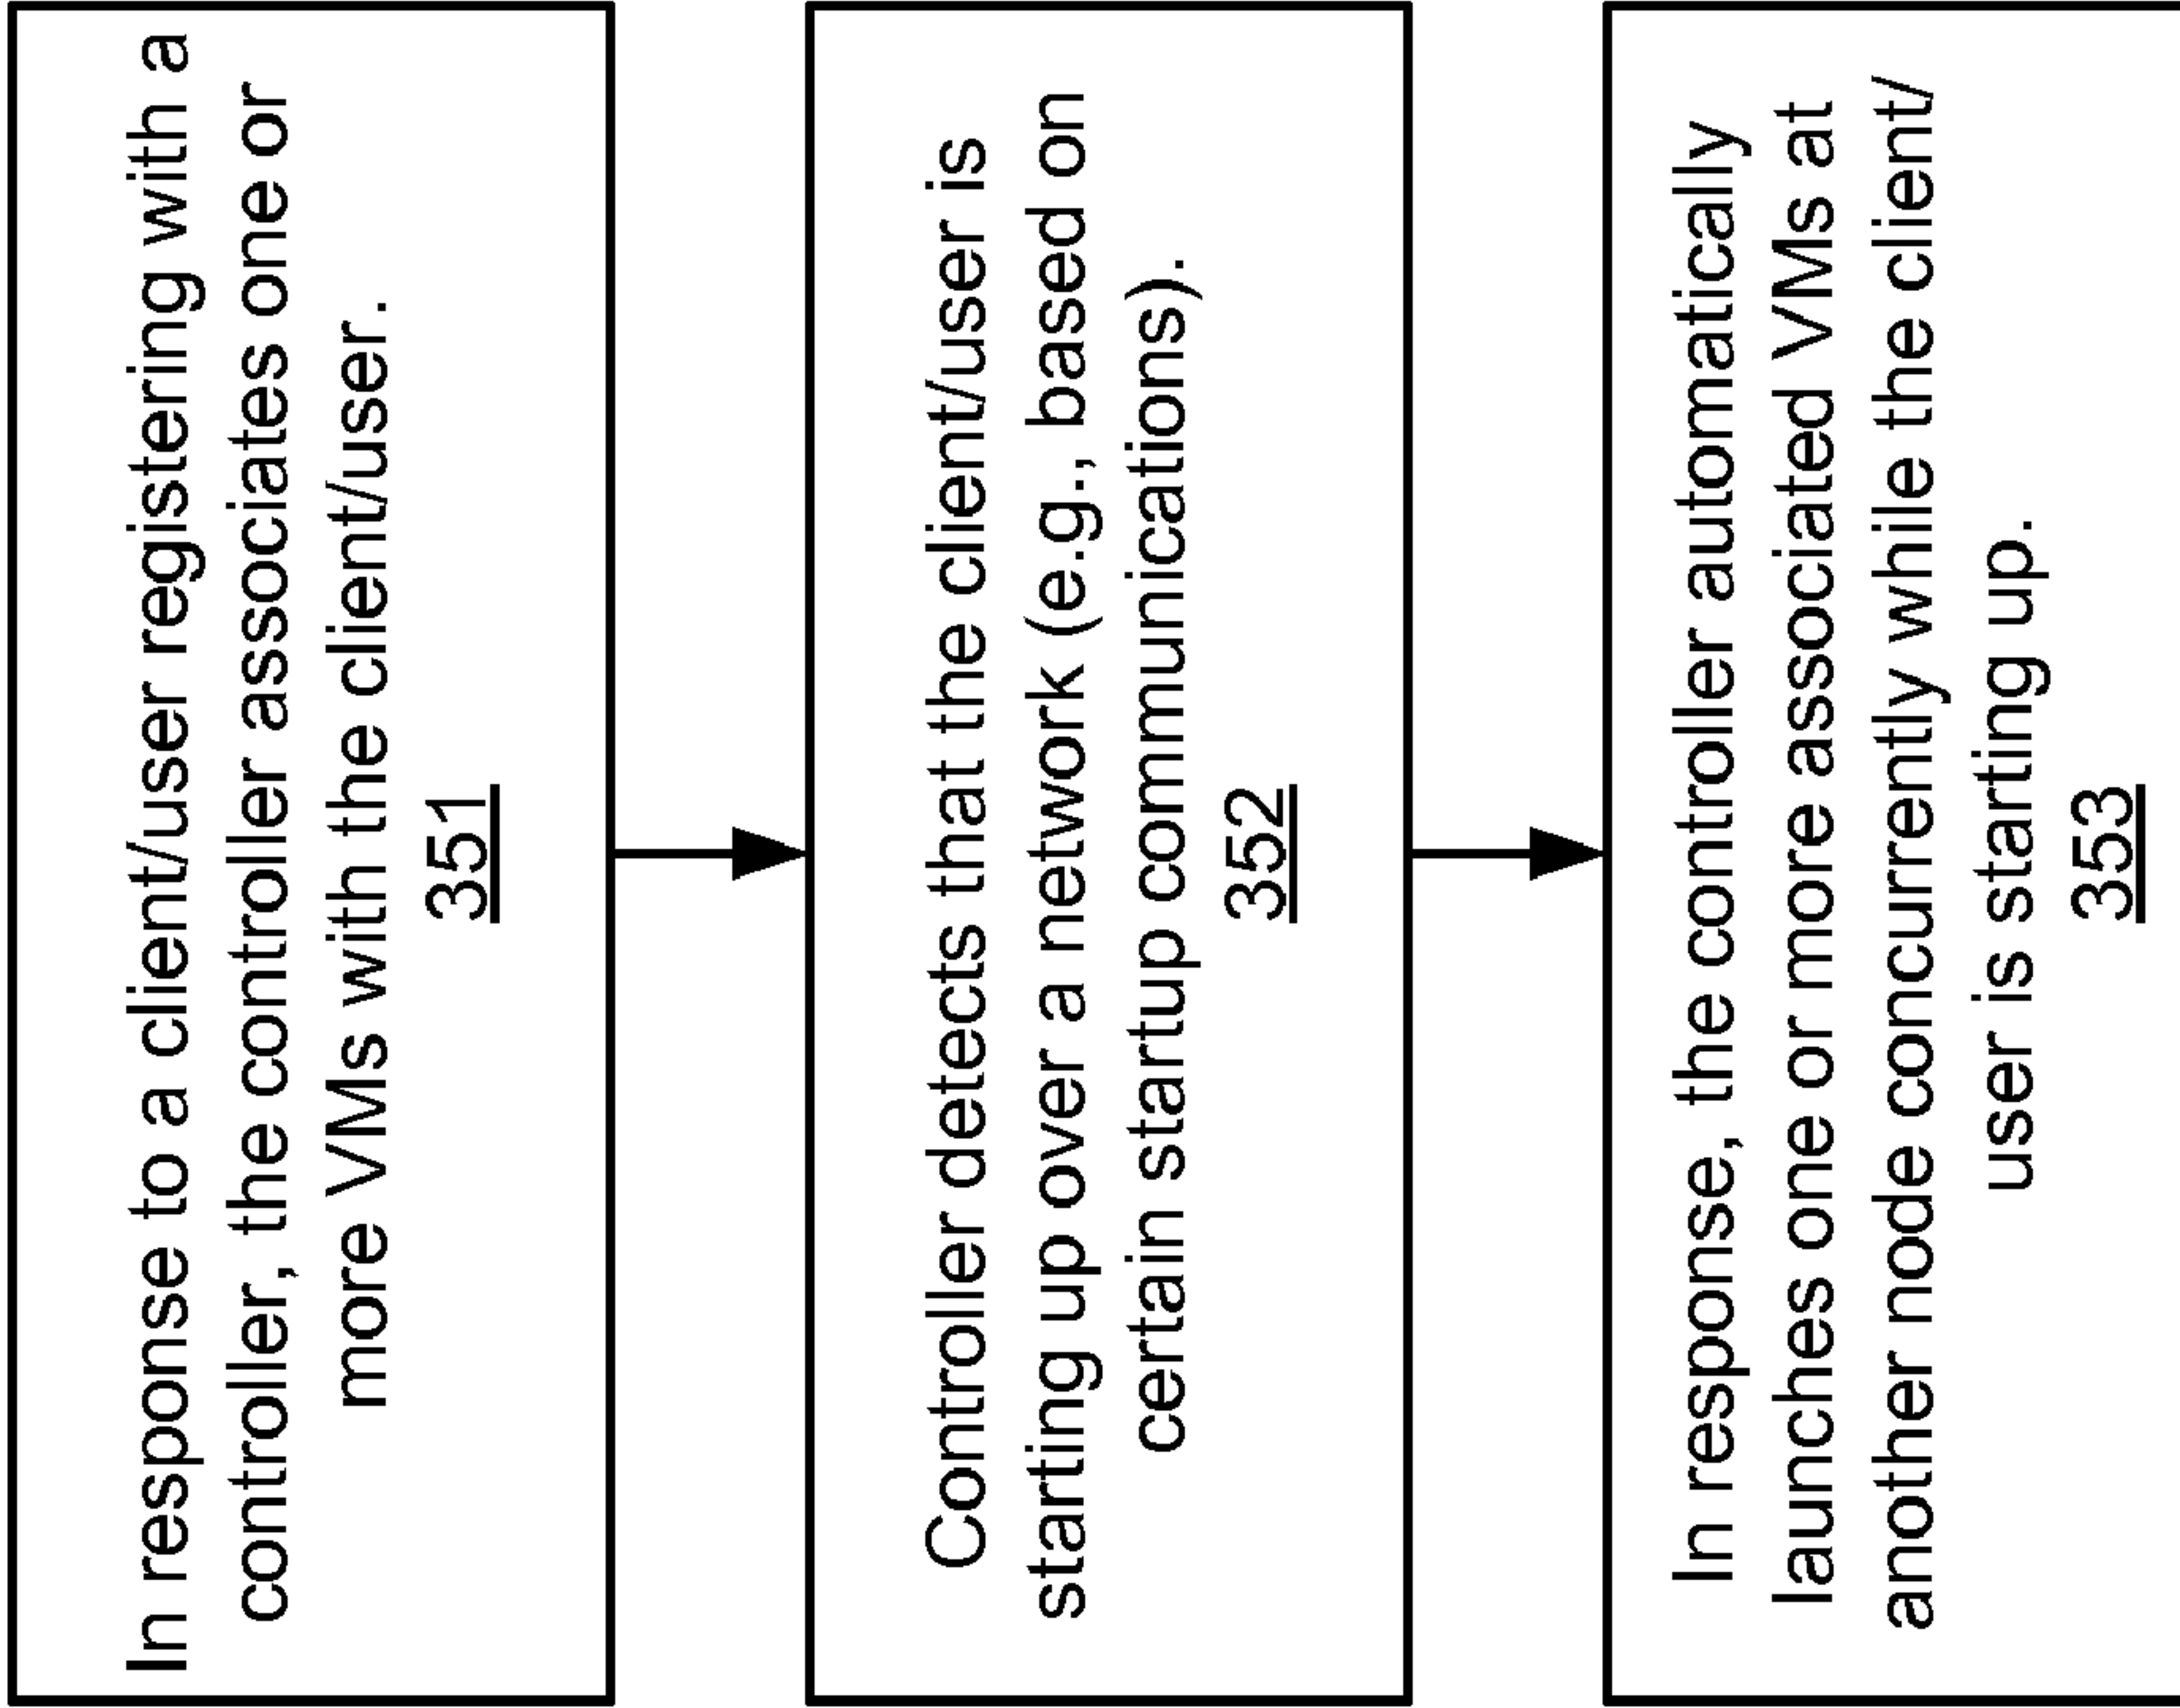 In response to a client/user registering with a
controller, the controller associates one or
more VMs with the client/user.
351
Controller detects that the client/user is
starting up over a network (e.g., based on
certain startup communications).
352
In response, the controller automatically
launches one or more associated VMs at
another node concurrently while the client/
user is starting up.
353